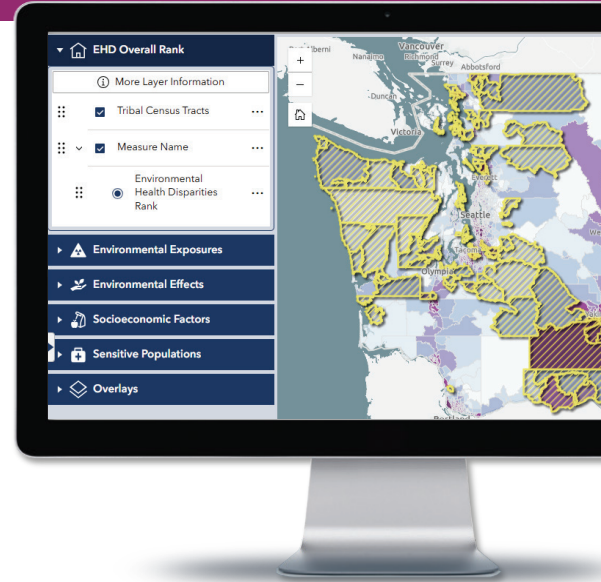 EHD Overall Rank
More Layer Information
Tribal Census Tracts
Measure Name
Environmental
Health Disparities
Rank
Environmental Exposures
Environmental Effects
Socioeconomic Factors
Sensitive Populations
Overlays
Vancouver
Nanaimo
Richmond
Surrey
Abbotsford
Duncan
Victoria
Everett
Seattle
Tacoma
Olympia
Portland